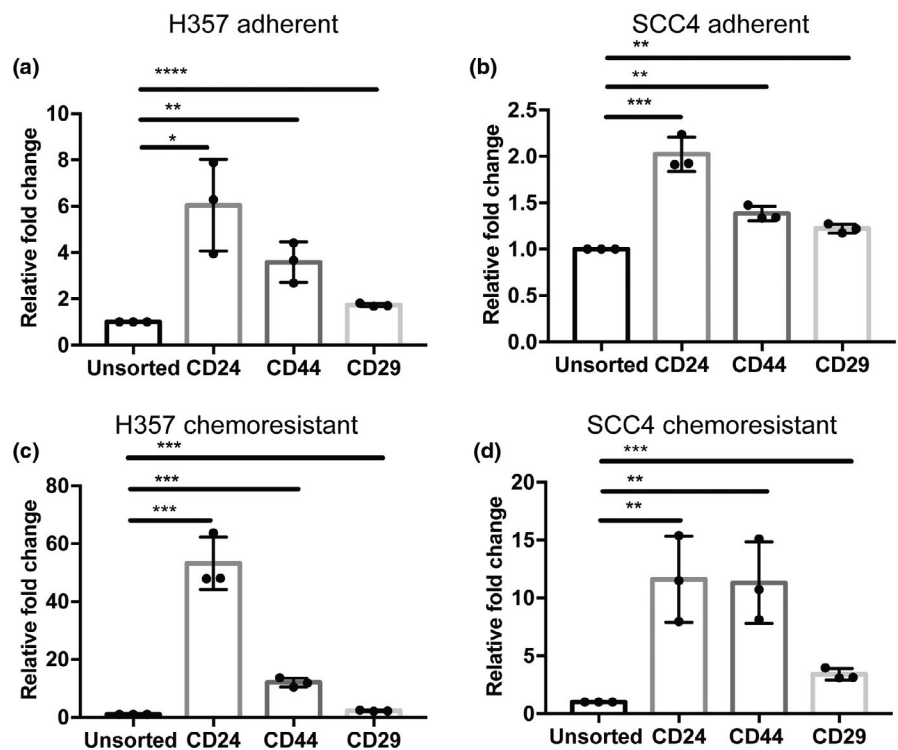 H357 adherent
(a)
****
**
*
Relative fold change
10
8
6
4
2
0
Unsorted CD24 CD44 CD29
SCC4 adherent
(b)
**
**
***
Relative fold change
2.5
2.0
1.5
1.0
0.5
0.0
Unsorted CD24 CD44 CD29
H357 chemoresistant
(c)
***
***
***
Relative fold change
80
60
40
20
0
Unsorted CD24 CD44 CD29
SCC4 chemoresistant
(d)
***
**
**
Relative fold change
20
15
10
5
0
Unsorted CD24 CD44 CD29